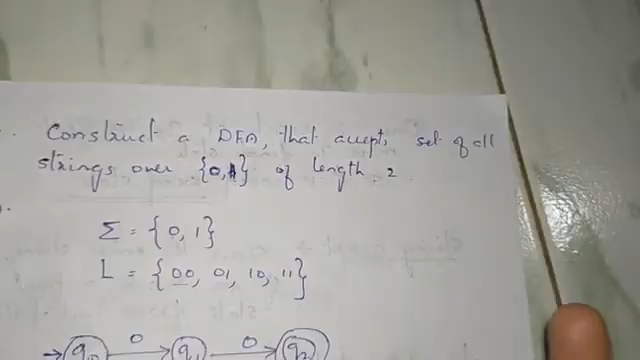 Construct a DFA, that accepts set of all
strings over {0,1} of length 2.
Σ = {0, 1}
L = {00, 01, 10, 11}
→ q0 0 q1 0 q2